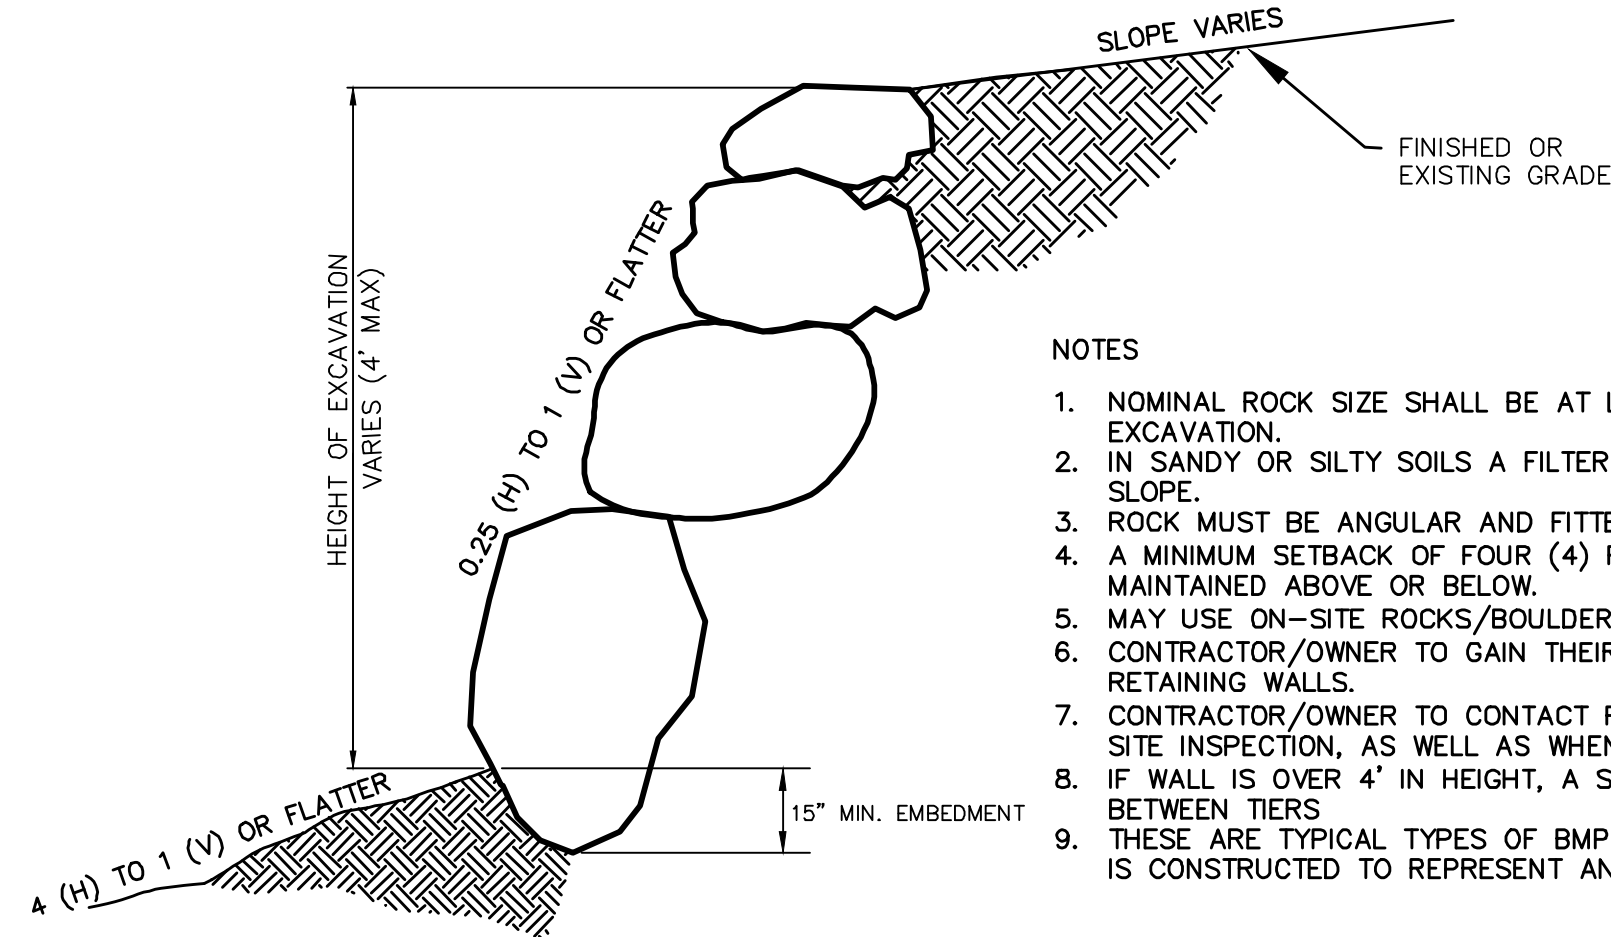 SLOPE VARIES
FINISHED OR
EXISTING GRADE
HEIGHT OF EXCAVATION
VARIES (4' MAX)
0.25 (H) TO 1 (V) OR FLATTER
4 (H) TO 1 (V) OR FLATTER
15" MIN. EMBEDMENT
NOTES
1. NOMINAL ROCK SIZE SHALL BE AT
EXCAVATION.
2. IN SANDY OR SILTY SOILS A FILTER
SLOPE.
3. ROCK MUST BE ANGULAR AND
4. A MINIMUM SETBACK OF FOUR (4)
MAINTAINED ABOVE OR BELOW.
5. MAY USE ON-SITE
6. CONTRACTOR/OWNER TO GAIN THEIR
RETAINING WALLS.
7. CONTRACTOR/OWNER TO CONTACT
SITE INSPECTION, AS WELL AS WHEN
8. IF WALL IS OVER 4' IN HEIGHT, A
BETWEEN TIERS
9. THESE ARE TYPICAL TYPES OF BMP
IS CONSTRUCTED TO REPRESENT